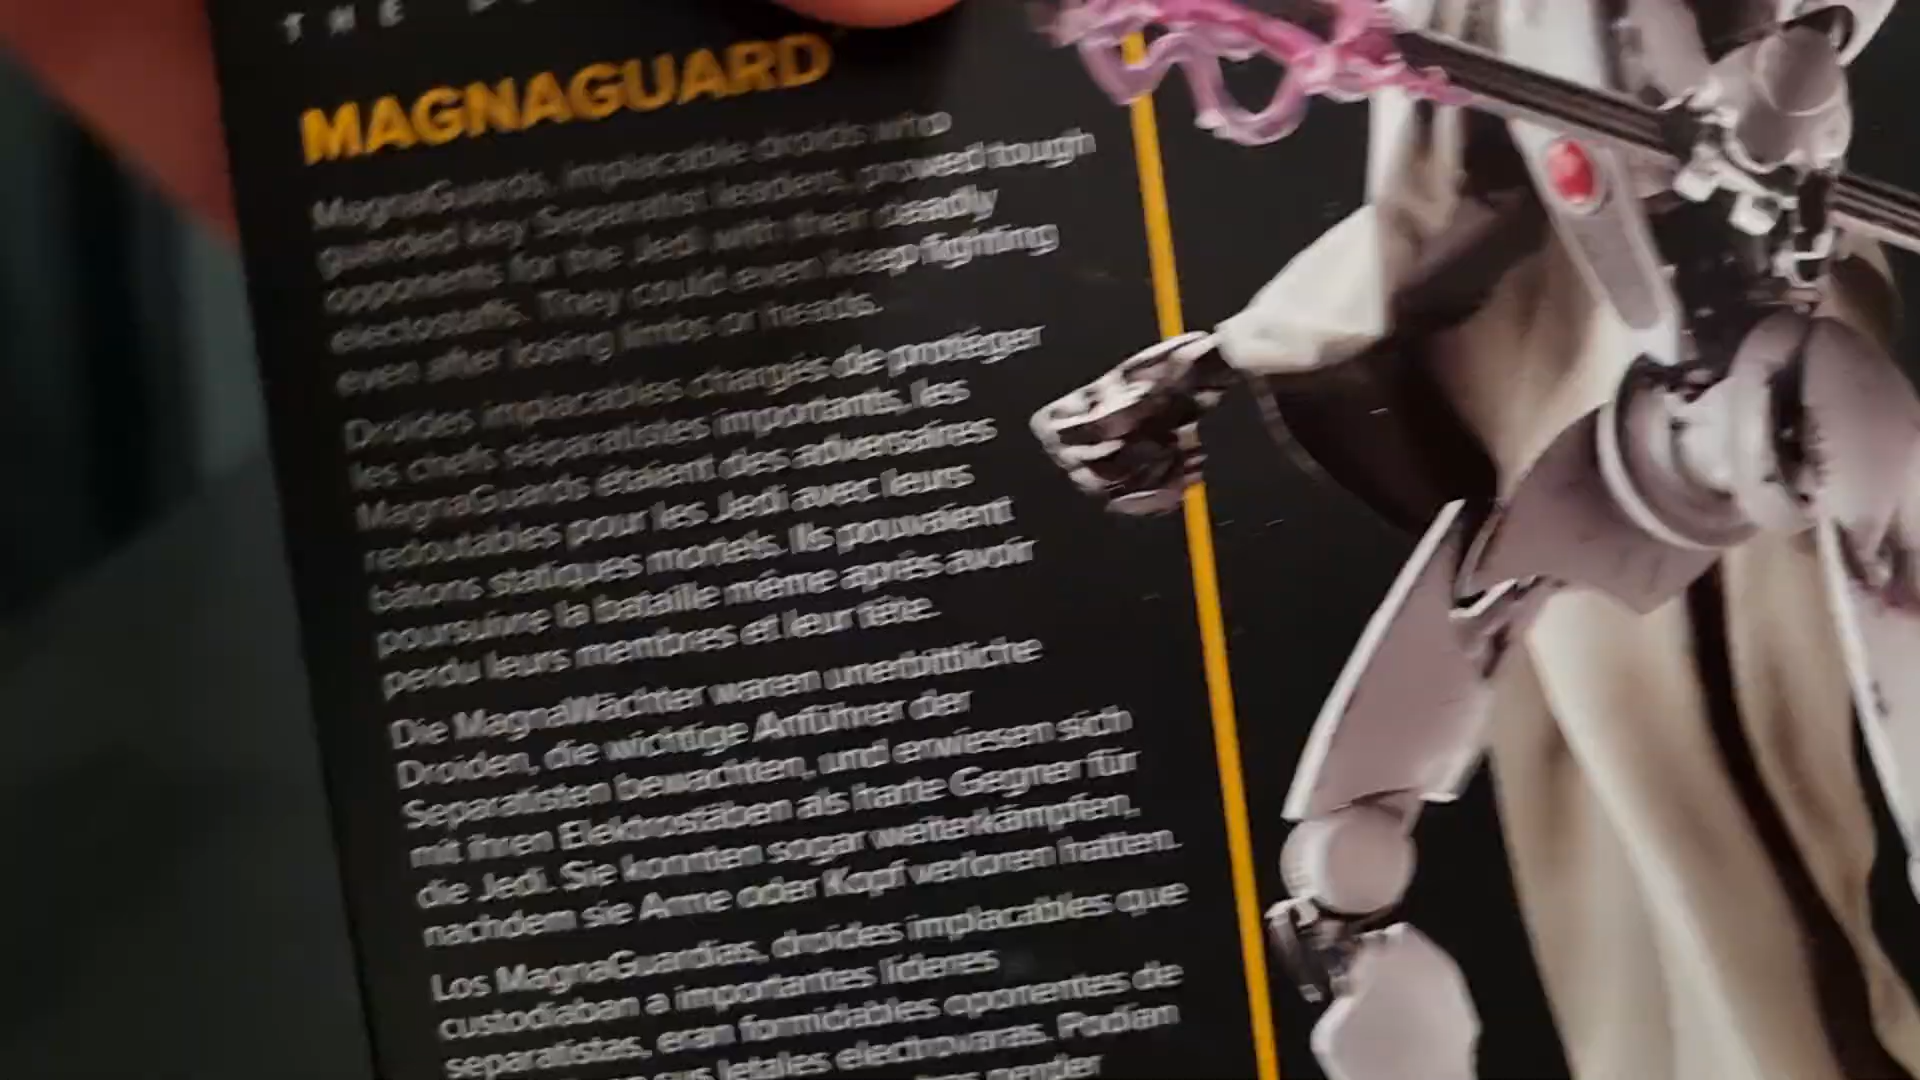 THE
MAGNAGUARD
MagnaGuards, implacable droids who
guarded key Separatist leaders, proved tough
opponents for the Jedi with their deadly
electostaffs. They could even keep fighting
even after losing limbs or heads.
Droides implacables chargés de protéger
les chefs séparatistes importants, les
MagnaGuards étaient des adversaires
redoutables pour les Jedi avec leurs
bâtons statiques mortels. Ils pouvaient
poursuivre la bataille même après avoir
perdu leurs membres et leur tête.
Die MagnaWächter waren unerbittliche
Droiden, die wichtige Anführer der
Separatisten bewachten, und erwiesen sich
mit ihren Elektrostäben als harte Gegner für
die Jedi. Sie konnten sogar weiterkämpfen,
nachdem sie Arme oder Kopf verloren hatten.
Los MagnaGuardias, droides implacables que
custodiaban a importantes líderes
separatistas, eran formidables oponentes de
sus letales electrovaras. Podían
perder